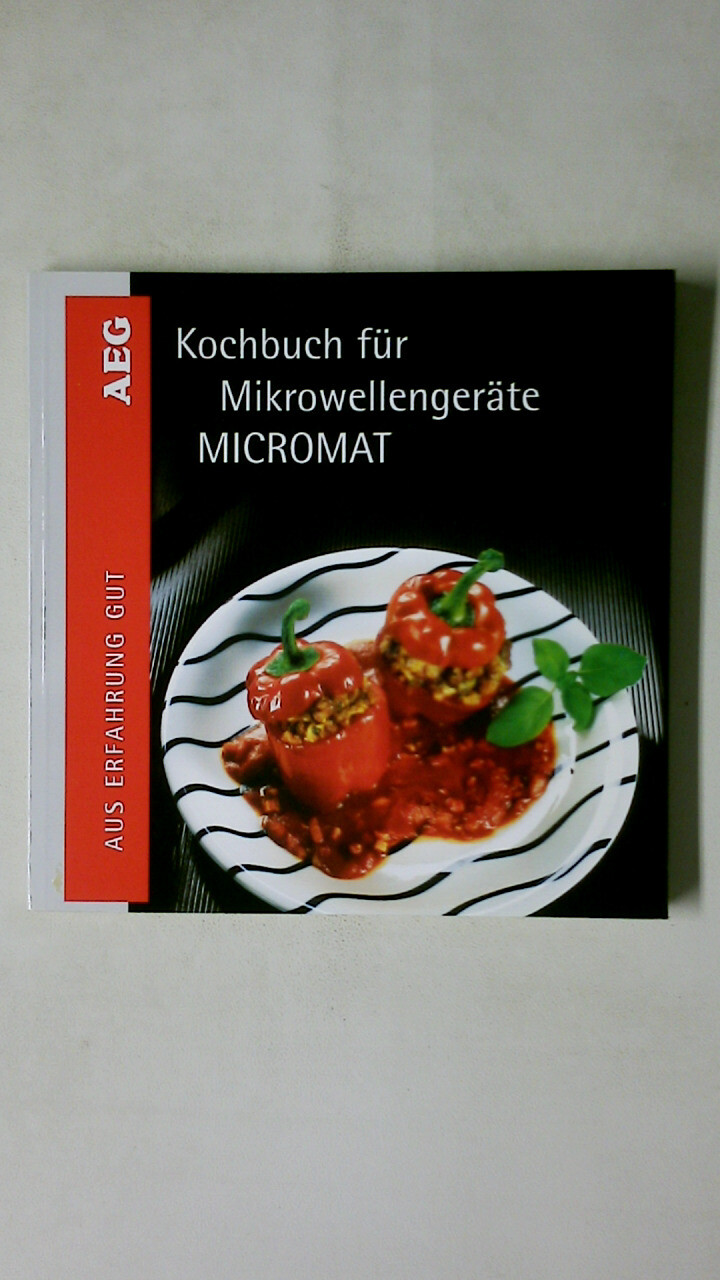 Kochbuch für
Mikrowellengeräte
MICROMAT
AEG
AUS ERFAHRUNG GUT